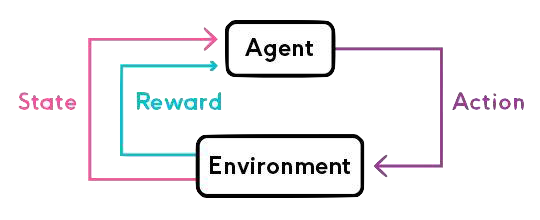 Agent
State
Reward
Action
Environment